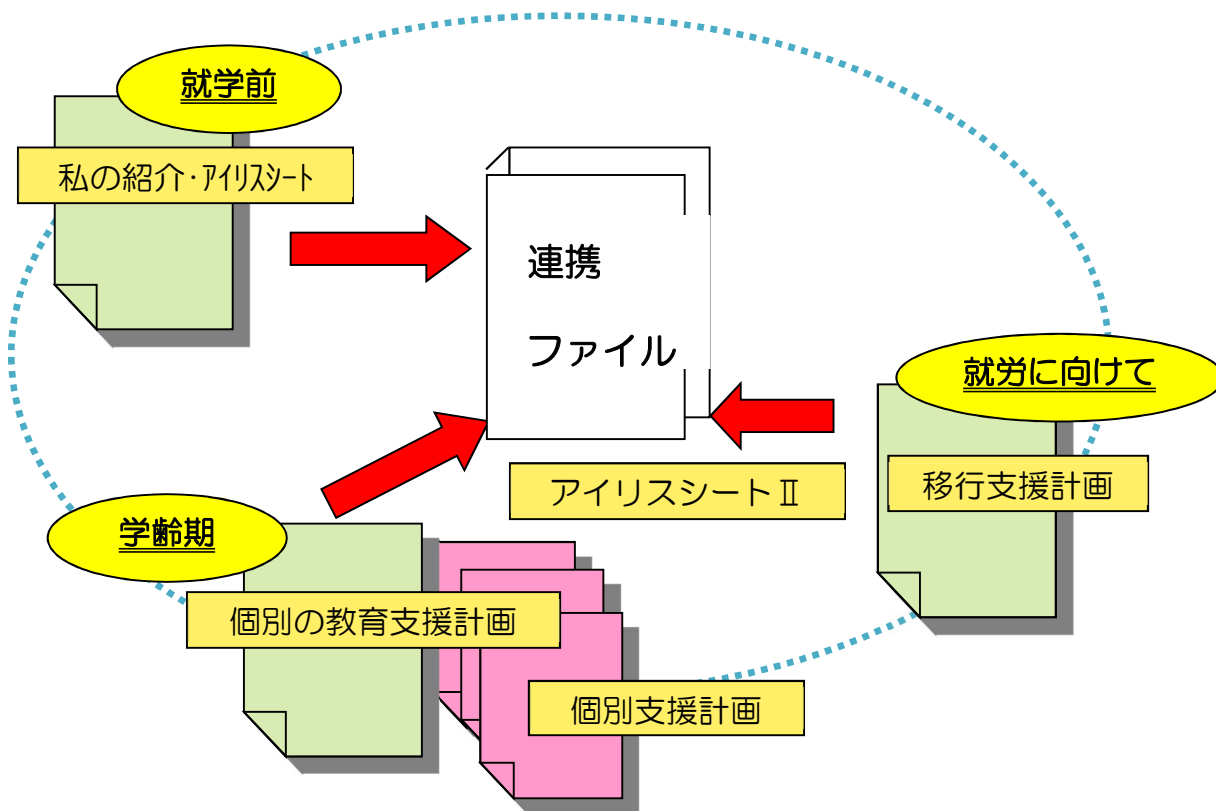 就学前
私の紹介・ｱｲﾘｽｼｰﾄ
連携
ファイル
就労に向けて
移行支援計画
アイリスシートⅡ
学齢期
個別の教育支援計画
個別支援計画